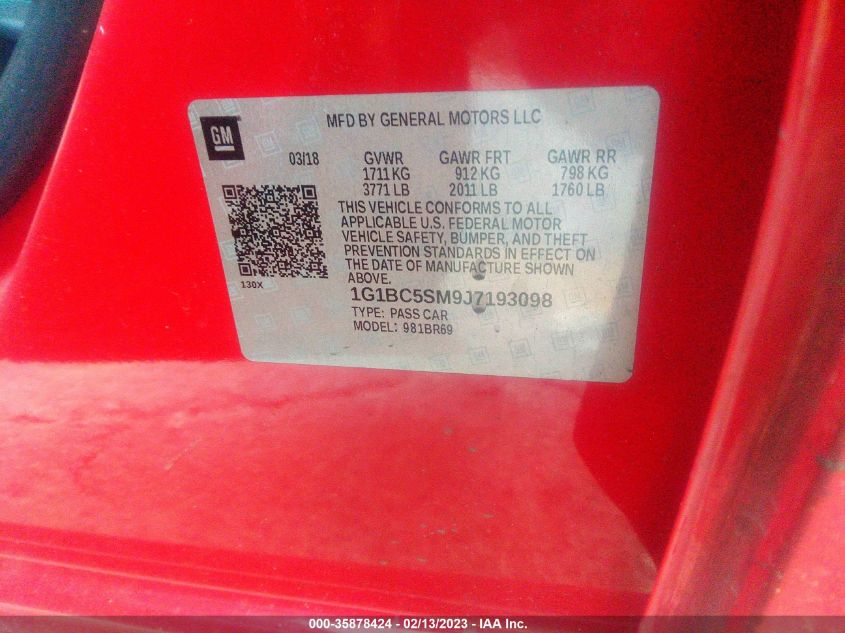 MFD BY GENERAL MOTORS LLC
GM
03/18 GVWR GAWR FRT GAWR RR
1711 KG 912 KG 798 KG
3771 LB 2011 LB 1760 LB
THIS VEHICLE CONFORMS TO ALL
APPLICABLE U.S. FEDERAL MOTOR
VEHICLE SAFETY, BUMPER, AND THEFT
PREVENTION STANDARDS IN EFFECT ON
THE DATE OF MANUFACTURE SHOWN
ABOVE.
130X
1G1BC5SM9J7193098
TYPE: PASS CAR
MODEL: 981BR69
000-35878424 - 02/13/2023 - IAA Inc.